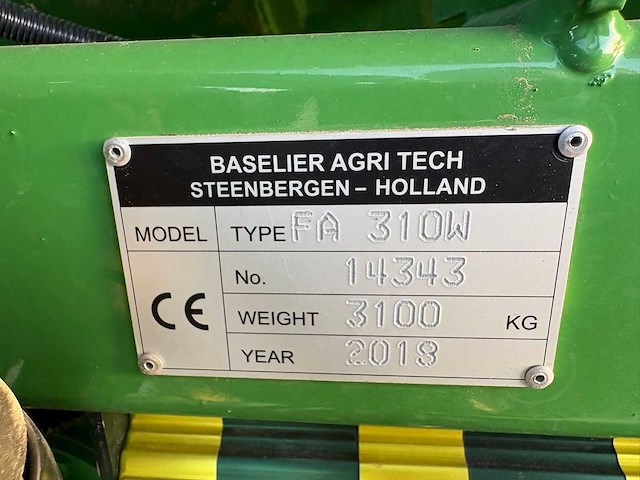 BASELIER AGRI TECH
STEENBERGEN – HOLLAND
MODEL TYPE FA 310W
No. 14343
CE
WEIGHT 3100 KG
YEAR 2018